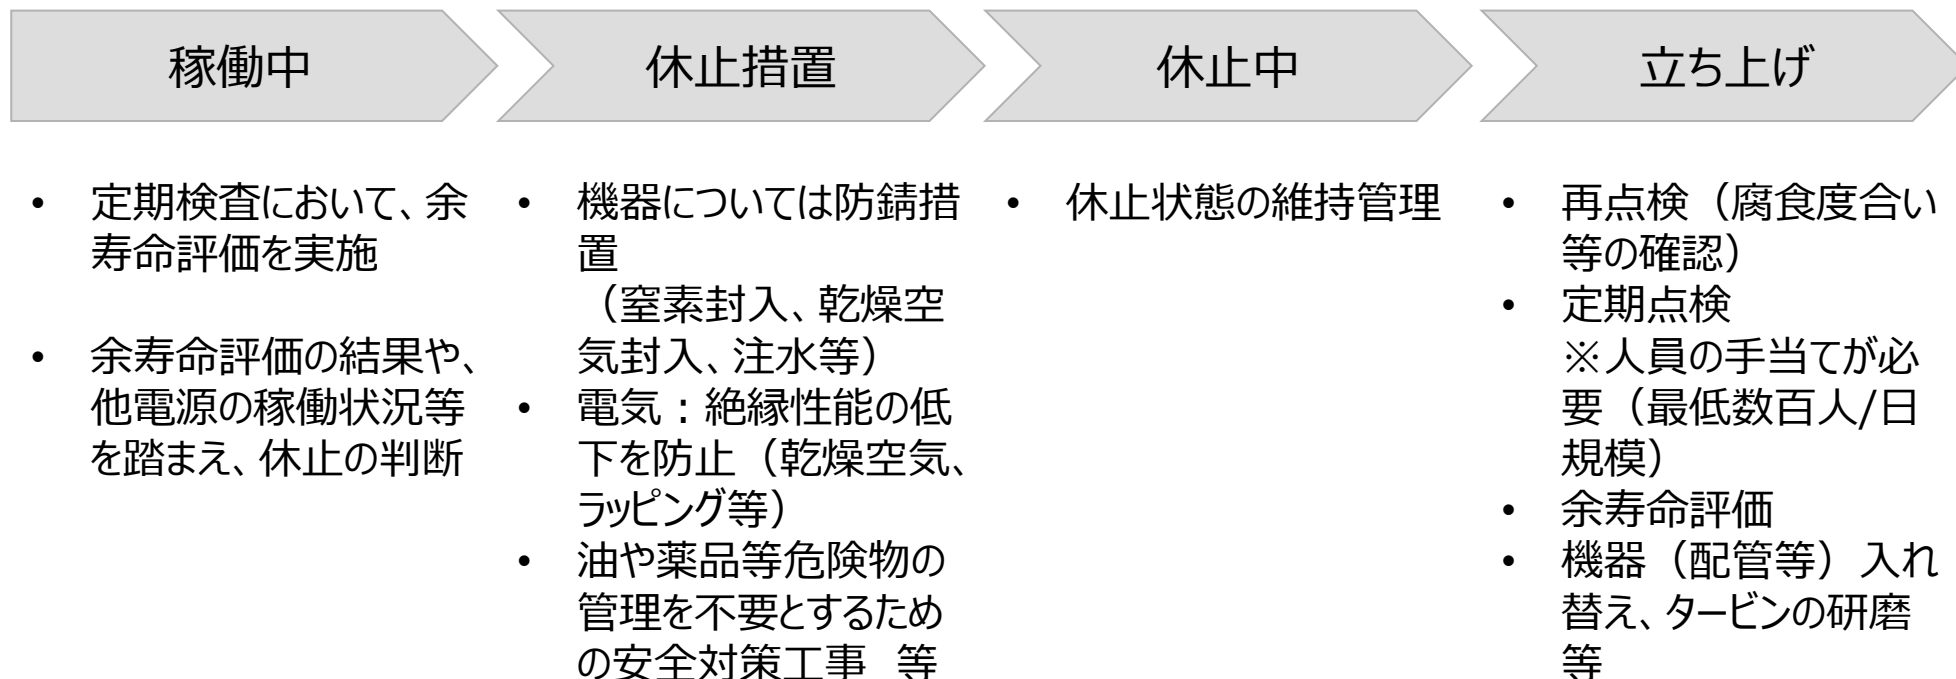 稼働中
休止措置
休止中
立ち上げ
• 定期検査において、余
寿命評価を実施
• 余寿命評価の結果や、
他電源の稼働状況等
を踏まえ、休止の判断
• 機器については防錆措
置
（窒素封入、乾燥空
気封入、注水等）
• 電気：絶縁性能の低
下を防止（乾燥空気、
ラッピング等）
• 油や薬品等危険物の
管理を不要とするため
の安全対策工事 等
• 休止状態の維持管理
• 再点検（腐食度合い
等の確認）
• 定期点検
※人員の手当てが必
要（最低数百人/日
規模）
• 余寿命評価
• 機器（配管等）入れ
替え、タービンの研磨
等